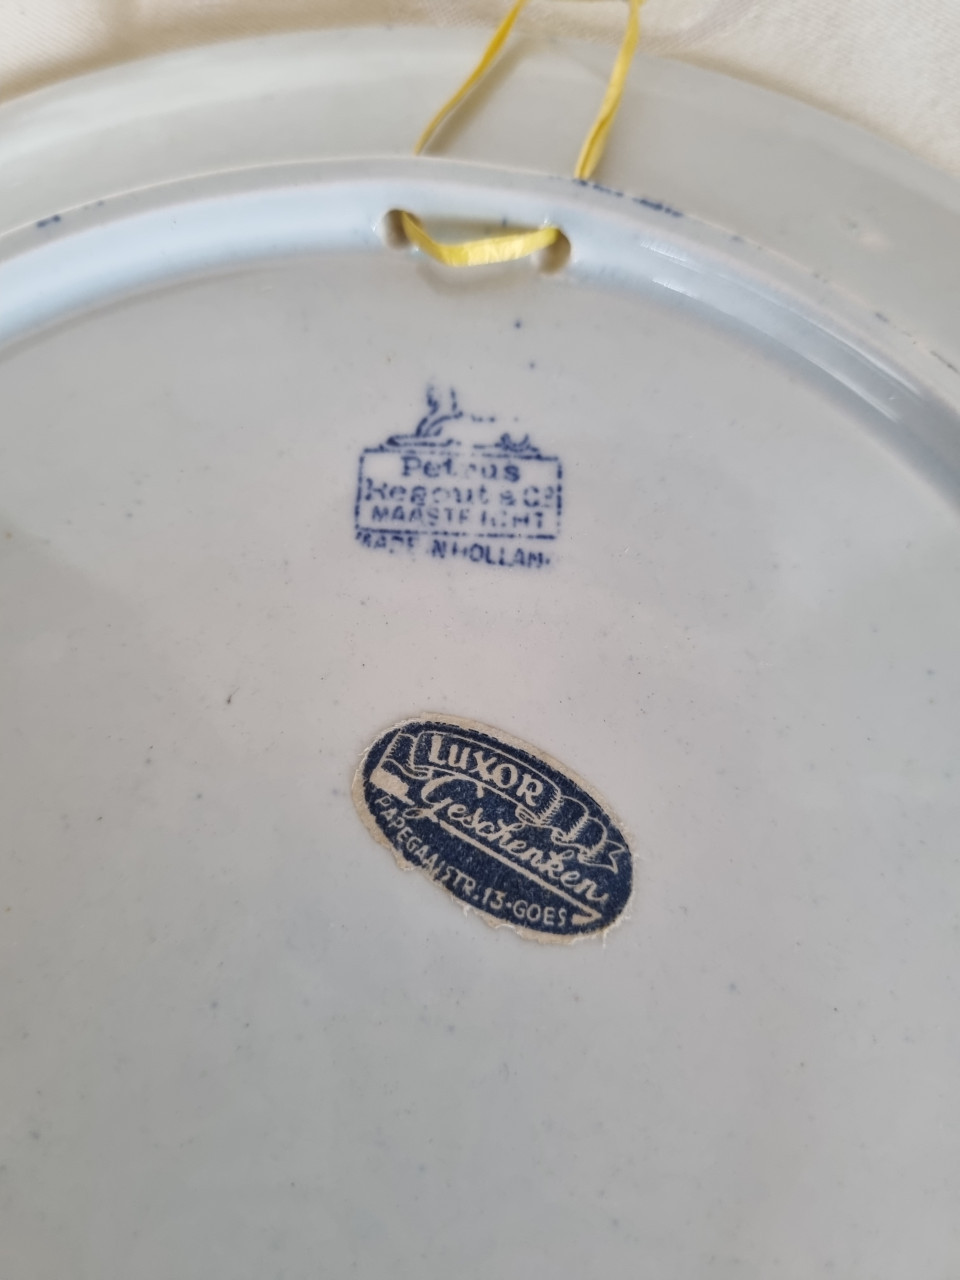 Petrus
Regout & Co
MAASTRICHT
MADE IN HOLLAND
LUXOR
Geschenken
PAPEGAAISTR. 13-GOES